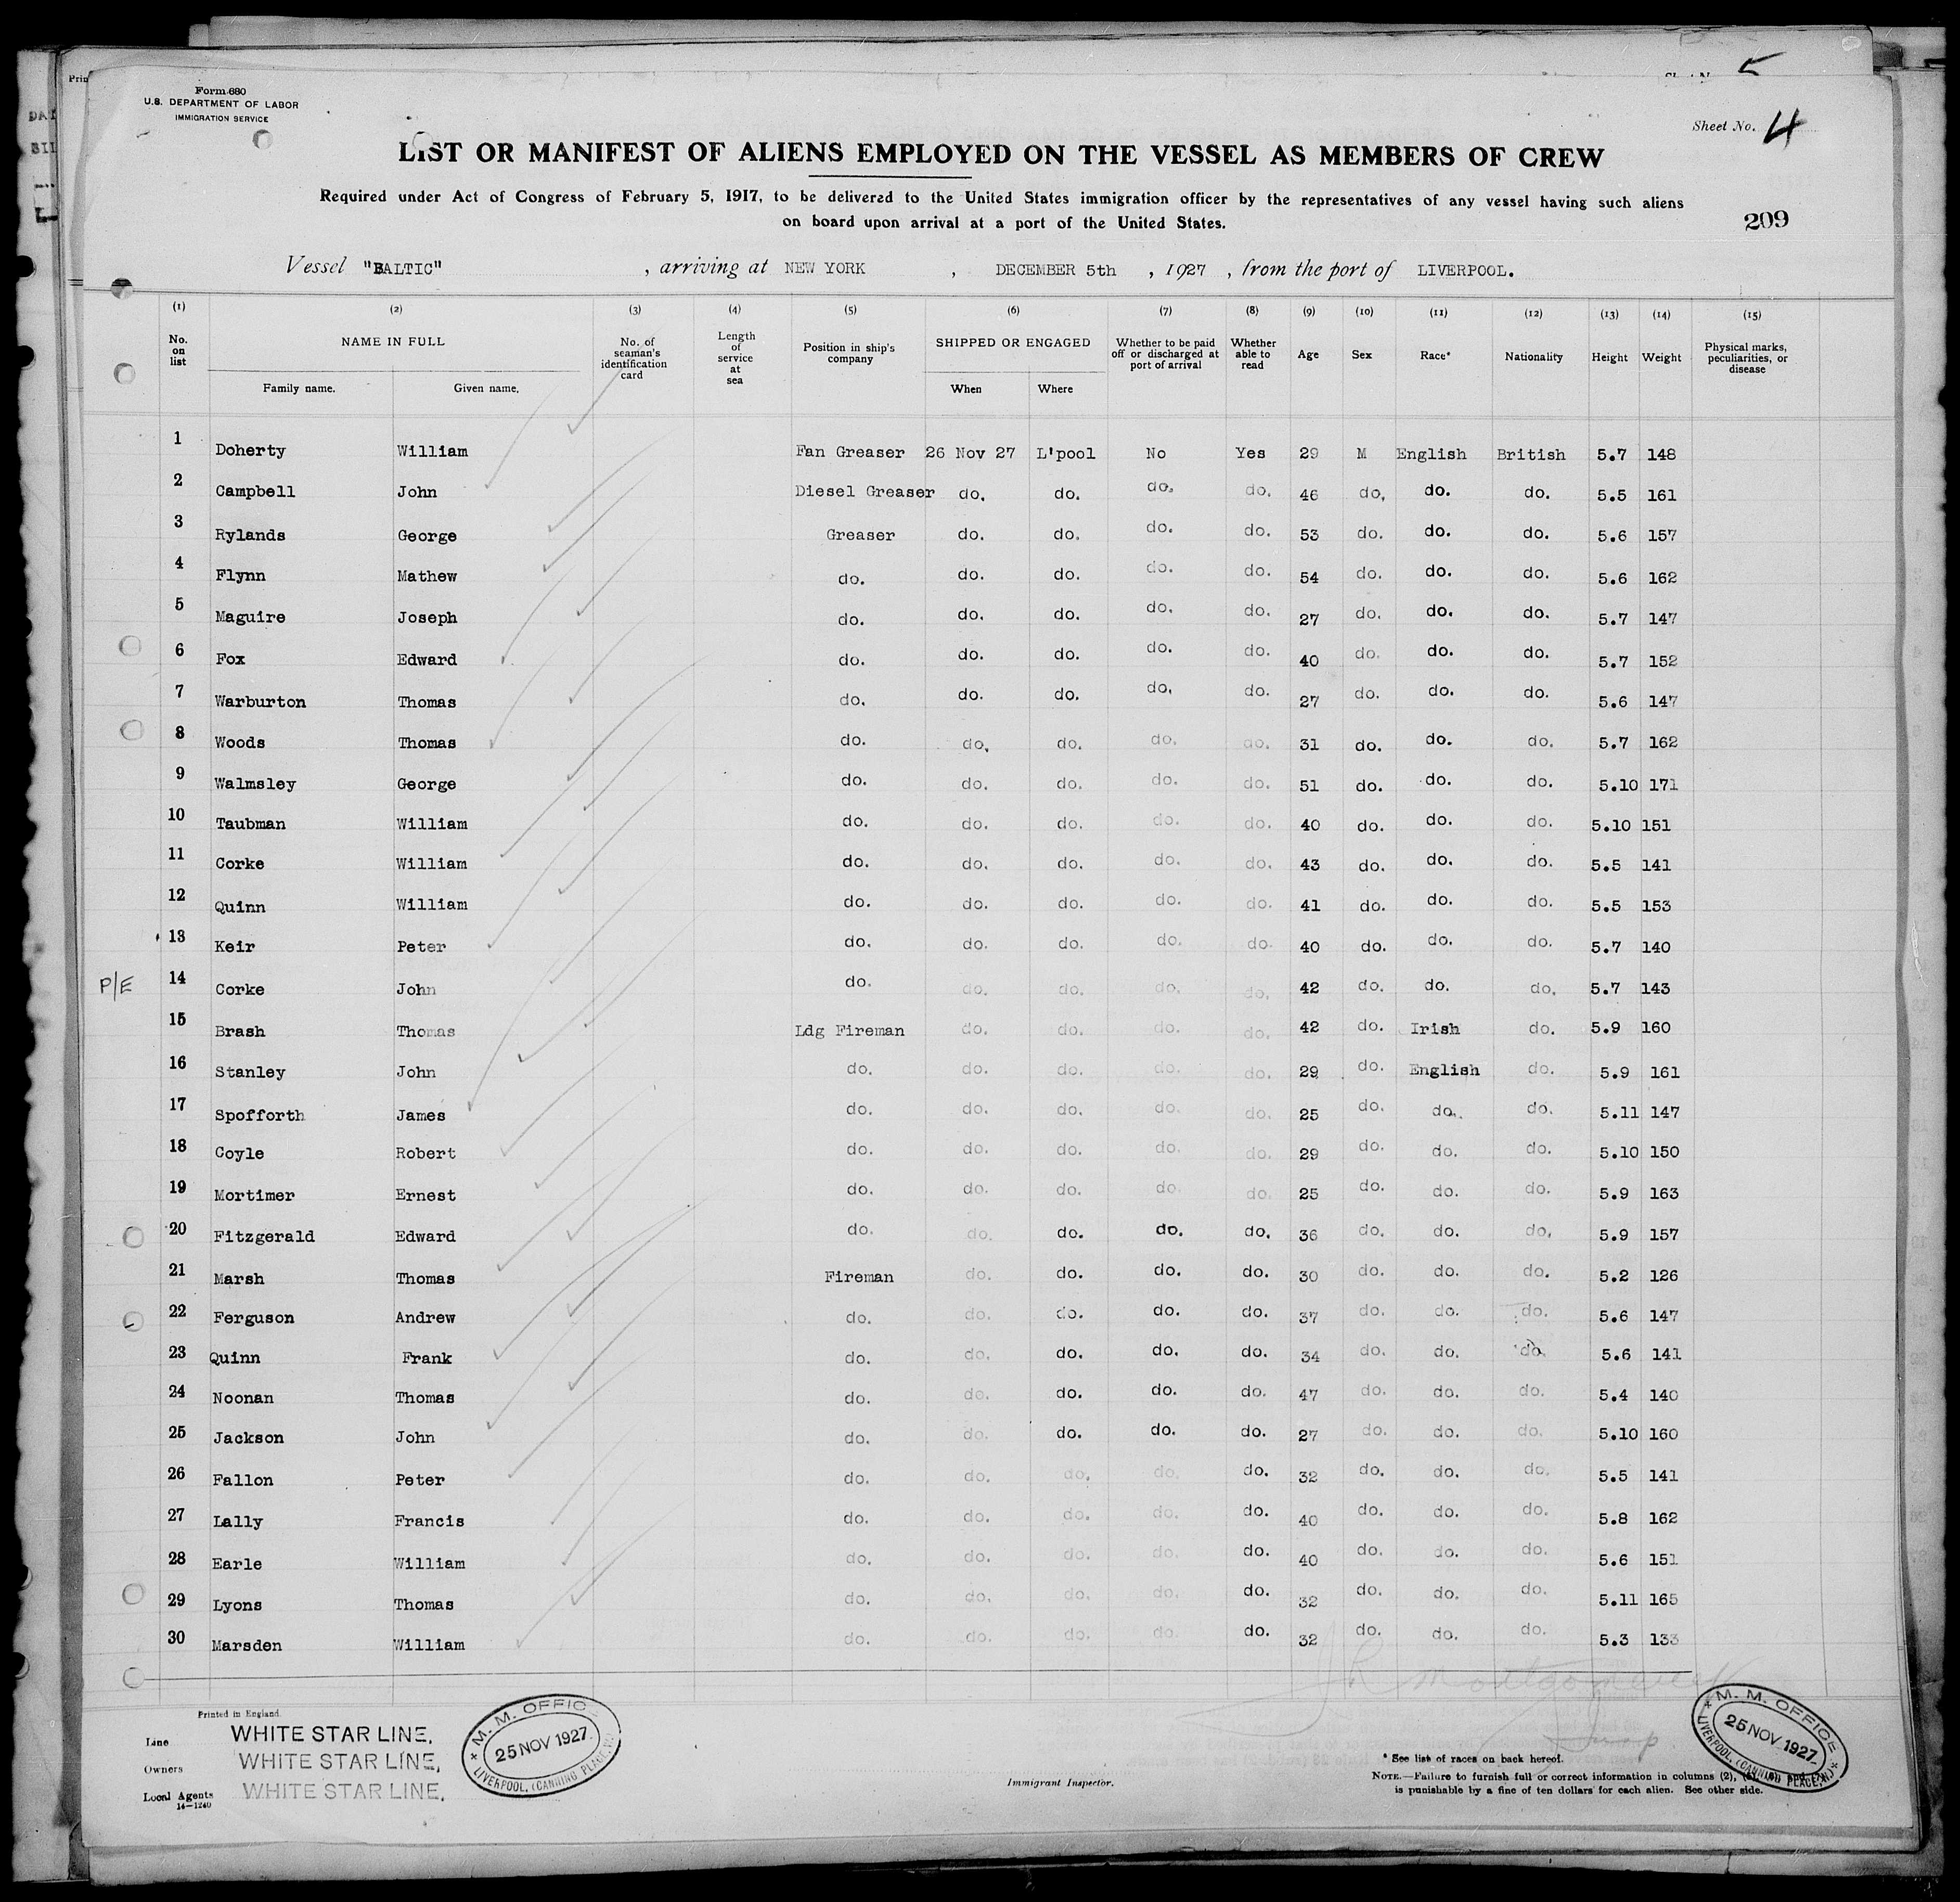 Form 680
U.S. DEPARTMENT OF LABOR
IMMIGRATION SERVICE
5
Sheet No. 4
LIST OR MANIFEST OF ALIENS EMPLOYED ON THE VESSEL AS MEMBERS OF CREW
Required under Act of Congress of February 5, 1917, to be delivered to the United States immigration officer by the representatives of any vessel having such aliens
on board upon arrival at a port of the United States.
209
Vessel "BALTIC" , arriving at NEW YORK , DECEMBER 5th , 1927 , from the port of LIVERPOOL.
(1) (2) (3) (4) (5) (6) (7) (8) (9) (10) (11) (12) (13) (14) (15)
No. on list NAME IN FULL Family name. Given name. No. of seaman's identification card Length of service at sea Position in ship's company SHIPPED OR ENGAGED When Where Whether to be paid off or discharged at port of arrival Whether able to read Age Sex Race* Nationality Height Weight Physical marks, peculiarities, or disease
1 Doherty William Fan Greaser 26 Nov 27 L'pool No Yes 29 M English British 5.7 148
2 Campbell John Diesel Greaser do. do. do. do. 46 do. do. do. 5.5 161
3 Rylands George Greaser do. do. do. do. 53 do. do. do. 5.6 157
4 Flynn Mathew do. do. do. do. do. 54 do. do. do. 5.6 162
5 Maguire Joseph do. do. do. do. do. 27 do. do. do. 5.7 147
6 Fox Edward do. do. do. do. do. 40 do. do. do. 5.7 152
7 Warburton Thomas do. do. do. do. do. 27 do. do. do. 5.6 147
8 Woods Thomas do. do. do. do. do. 31 do. do. do. 5.7 162
9 Walmsley George do. do. do. do. do. 51 do. do. do. 5.10 171
10 Taubman William do. do. do. do. do. 40 do. do. do. 5.10 151
11 Corke William do. do. do. do. do. 43 do. do. do. 5.5 141
12 Quinn William do. do. do. do. do. 41 do. do. do. 5.5 153
13 Keir Peter do. do. do. do. do. 40 do. do. do. 5.7 140
P/E 14 Corke John do. do. do. do. do. 42 do. do. do. 5.7 143
15 Brash Thomas Ldg Fireman do. do. do. do. 42 do. Irish do. 5.9 160
16 Stanley John do. do. do. do. do. 29 do. English do. 5.9 161
17 Spofforth James do. do. do. do. do. 25 do. do. do. 5.11 147
18 Coyle Robert do. do. do. do. do. 29 do. do. do. 5.10 150
19 Mortimer Ernest do. do. do. do. do. 25 do. do. do. 5.9 163
20 Fitzgerald Edward do. do. do. do. do. 36 do. do. do. 5.9 157
21 Marsh Thomas Fireman do. do. do. do. 30 do. do. do. 5.2 126
22 Ferguson Andrew do. do. do. do. do. 37 do. do. do. 5.6 147
23 Quinn Frank do. do. do. do. do. 34 do. do. do. 5.6 141
24 Noonan Thomas do. do. do. do. do. 47 do. do. do. 5.4 140
25 Jackson John do. do. do. do. do. 27 do. do. do. 5.10 160
26 Fallon Peter do. do. do. do. do. 32 do. do. do. 5.5 141
27 Lally Francis do. do. do. do. do. 40 do. do. do. 5.8 162
28 Earle William do. do. do. do. do. 40 do. do. do. 5.6 151
29 Lyons Thomas do. do. do. do. do. 32 do. do. do. 5.11 165
30 Marsden William do. do. do. do. do. 32 do. do. do. 5.3 133
Printed in England.
Line WHITE STAR LINE.
Owners WHITE STAR LINE.
Local Agents WHITE STAR LINE.
14-1240
M. M. OFFICE
25 NOV 1927
LIVERPOOL, (CANNING PLACE,
Immigrant Inspector.
Insp
* See list of races on back hereof.
NOTE.—Failure to furnish full or correct information in columns (2), (5), and
is punishable by a fine of ten dollars for each alien. See other side.
M. M. OFFICE
25 NOV 1927
LIVERPOOL, (CANNING PLACE,